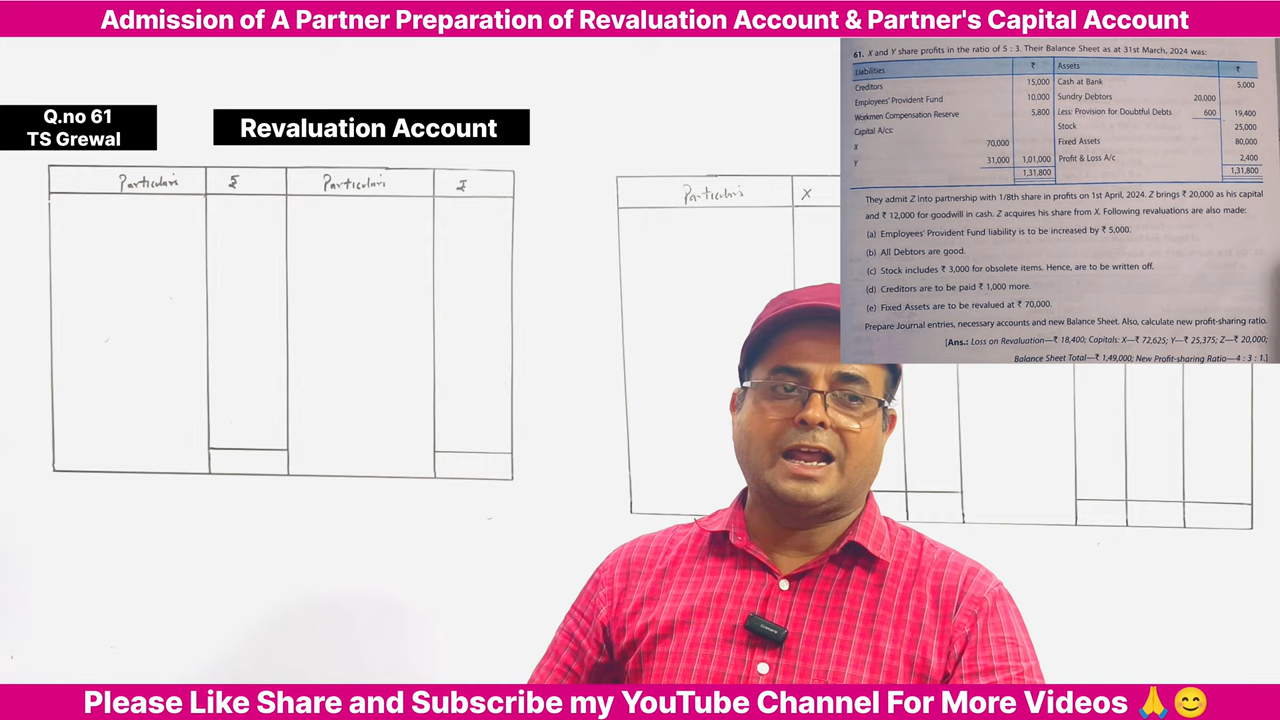 Admission of A Partner Preparation of Revaluation Account & Partner's Capital Account
61. X and Y share profits in the ratio of 5 : 3. Their Balance Sheet as at 31st March, 2024 was:
Liabilities ₹ Assets ₹
Creditors 15,000 Cash at Bank 5,000
Employees' Provident Fund 10,000 Sundry Debtors 20,000
Workmen Compensation Reserve 5,800 Less: Provision for Doubtful Debts 600 19,400
Capital A/cs: Stock 25,000
X 70,000 Fixed Assets 80,000
Y 31,000 1,01,000 Profit & Loss A/c 2,400
1,31,800 1,31,800
They admit Z into partnership with 1/8th share in profits on 1st April, 2024. Z brings ₹ 20,000 as his capital
and ₹ 12,000 for goodwill in cash. Z acquires his share from X. Following revaluations are also made:
(a) Employees' Provident Fund liability is to be increased by ₹ 5,000.
(b) All Debtors are good.
(c) Stock includes ₹ 3,000 for obsolete items. Hence, are to be written off.
(d) Creditors are to be paid ₹ 1,000 more.
(e) Fixed Assets are to be revalued at ₹ 70,000.
Prepare Journal entries, necessary accounts and new Balance Sheet. Also, calculate new profit-sharing ratio.
[Ans.: Loss on Revaluation—₹ 18,400; Capitals: X—₹ 72,625; Y—₹ 25,375; Z—₹ 20,000;
Balance Sheet Total—₹ 1,49,000; New Profit-sharing Ratio—4 : 3 : 1.]
Q.no 61
TS Grewal
Revaluation Account
Particulars ₹ Particulars ₹
Particulars X
Please Like Share and Subscribe my YouTube Channel For More Videos 🙏😊